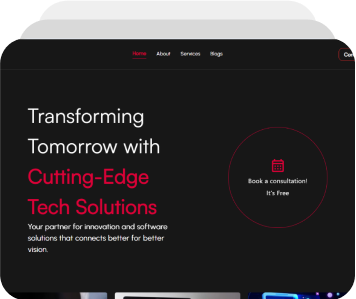 Home About Services Blogs
Transforming
Tomorrow with
Cutting-Edge
Tech Solutions
Your partner for innovation and software
solutions that connects better for better
vision.
Book a consultation!
It's Free